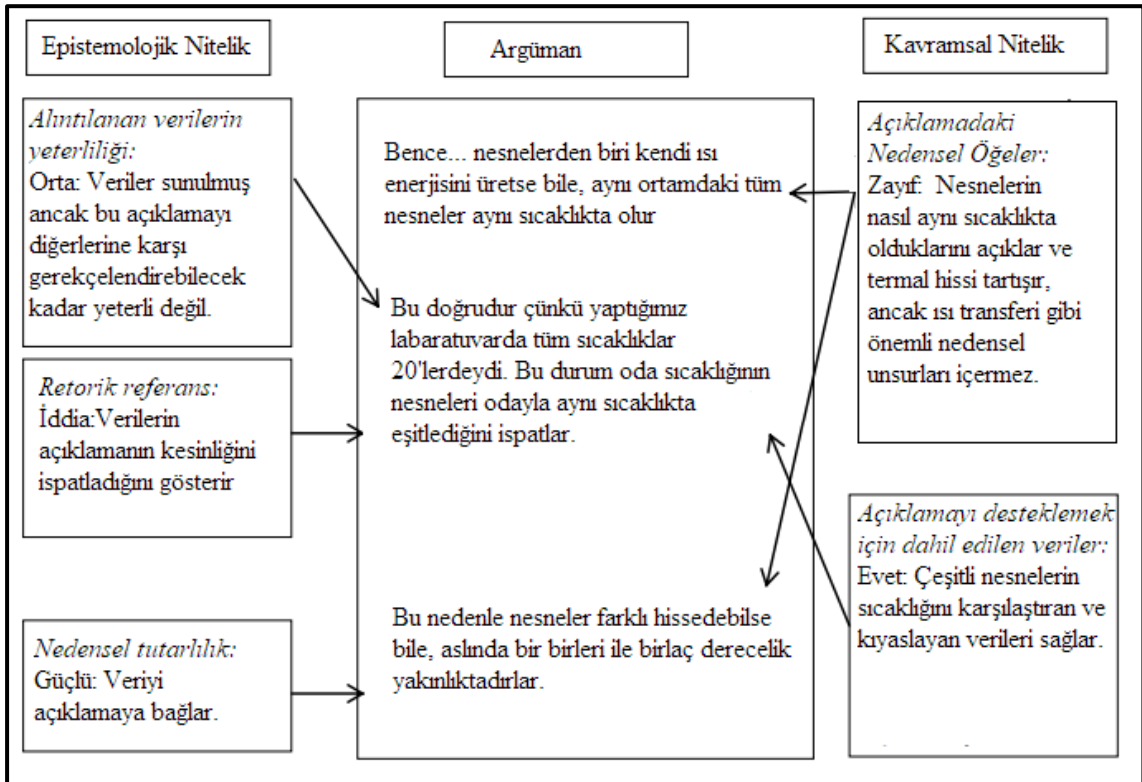 Epistemolojik Nitelik
Argüman
Kavramsal Nitelik
Alıntılanan verilerin
yeterliliği:
Orta: Veriler sunulmuş
ancak bu açıklamayı
diğerlerine karşı
gerekçelendirebilecek
kadar yeterli değil.
Retorik referans:
İddia:Verilerin
açıklamanın kesinliğini
ispatladığını gösterir
Nedensel tutarlılık:
Güçlü: Veriyi
açıklamaya bağlar.
Bence... nesnelerden biri kendi ısı
enerjisini üretse bile, aynı ortamdaki tüm
nesneler aynı sıcaklıkta olur
Bu doğrudur çünkü yaptığımız
labaratuvarda tüm sıcaklıklar
20'lerdeydi. Bu durum oda sıcaklığının
nesneleri odayla aynı sıcaklıkta
eşitlediğini ispatlar.
Bu nedenle nesneler farklı hissedebilse
bile, aslında bir birleri ile birlaç derecelik
yakınlıktadırlar.
Açıklamadaki
Nedensel Öğeler:
Zayıf: Nesnelerin
nasıl aynı sıcaklıkta
olduklarını açıklar ve
termal hissi tartışır,
ancak ısı transferi gibi
önemli nedensel
unsurları içermez.
Açıklamayı desteklemek
için dahil edilen veriler:
Evet: Çeşitli nesnelerin
sıcaklığını karşılaştıran ve
kıyaslayan verileri sağlar.